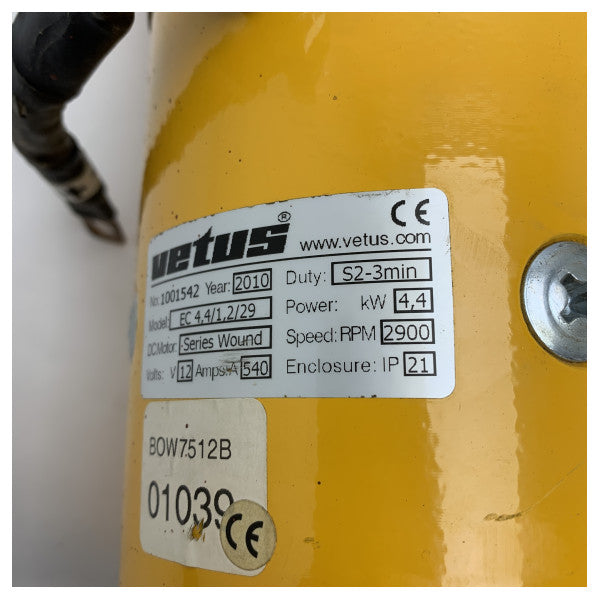 vetus® CE
www.vetus.com
No. 1001542 Year: 2010 Duty: S2-3min
Model: EC 4,4/1,2/29 Power: kW 4,4
DC Motor: Series Wound Speed: RPM 2900
Volts: V 12 Amps: A 540 Enclosure: IP 21
BOW7512B
01039
CE